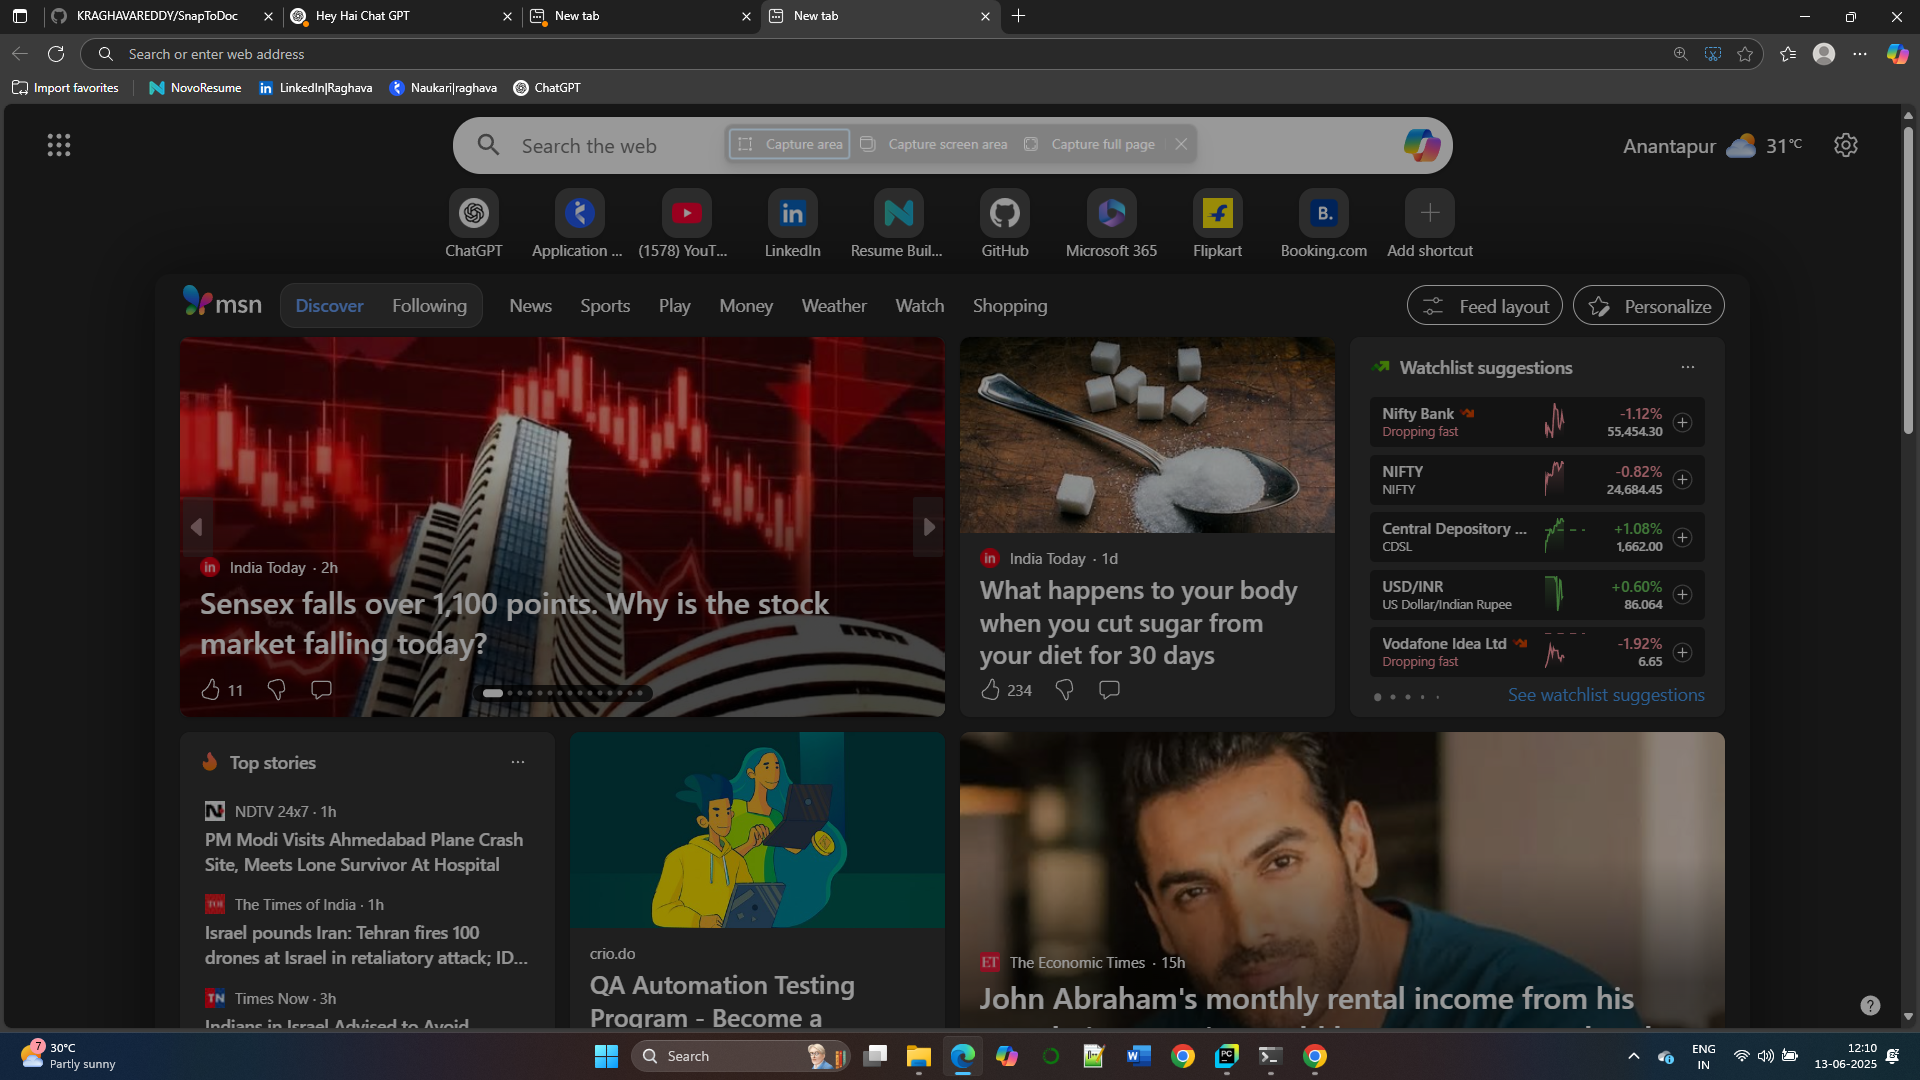 KRAGHAVAREDDY/SnapToDoc
Hey Hai Chat GPT
New tab
New tab
Search or enter web address
Import favorites
NovoResume
LinkedIn|Raghava
Naukari|raghava
ChatGPT
Search the web
Capture area
Capture screen area
Capture full page
Anantapur
31°C
ChatGPT
Application ...
(1578) YouT...
LinkedIn
Resume Buil...
GitHub
Microsoft 365
Flipkart
B.
Booking.com
Add shortcut
msn
Discover
Following
News
Sports
Play
Money
Weather
Watch
Shopping
Feed layout
Personalize
India Today · 2h
Sensex falls over 1,100 points. Why is the stock
market falling today?
11
India Today · 1d
What happens to your body
when you cut sugar from
your diet for 30 days
234
Watchlist suggestions
Nifty Bank
-1.12%
Dropping fast
55,454.30
NIFTY
-0.82%
NIFTY
24,684.45
Central Depository ...
+1.08%
CDSL
1,662.00
USD/INR
+0.60%
US Dollar/Indian Rupee
86.064
Vodafone Idea Ltd
-1.92%
Dropping fast
6.65
See watchlist suggestions
Top stories
NDTV 24x7 · 1h
PM Modi Visits Ahmedabad Plane Crash
Site, Meets Lone Survivor At Hospital
TOI
The Times of India · 1h
Israel pounds Iran: Tehran fires 100
drones at Israel in retaliatory attack; ID...
TN
Times Now · 3h
Indians in Israel Advised to Avoid
crio.do
QA Automation Testing
Program - Become a
ET
The Economic Times · 15h
John Abraham's monthly rental income from his
7
30°C
Partly sunny
Search
ENG
IN
12:10
13-06-2025